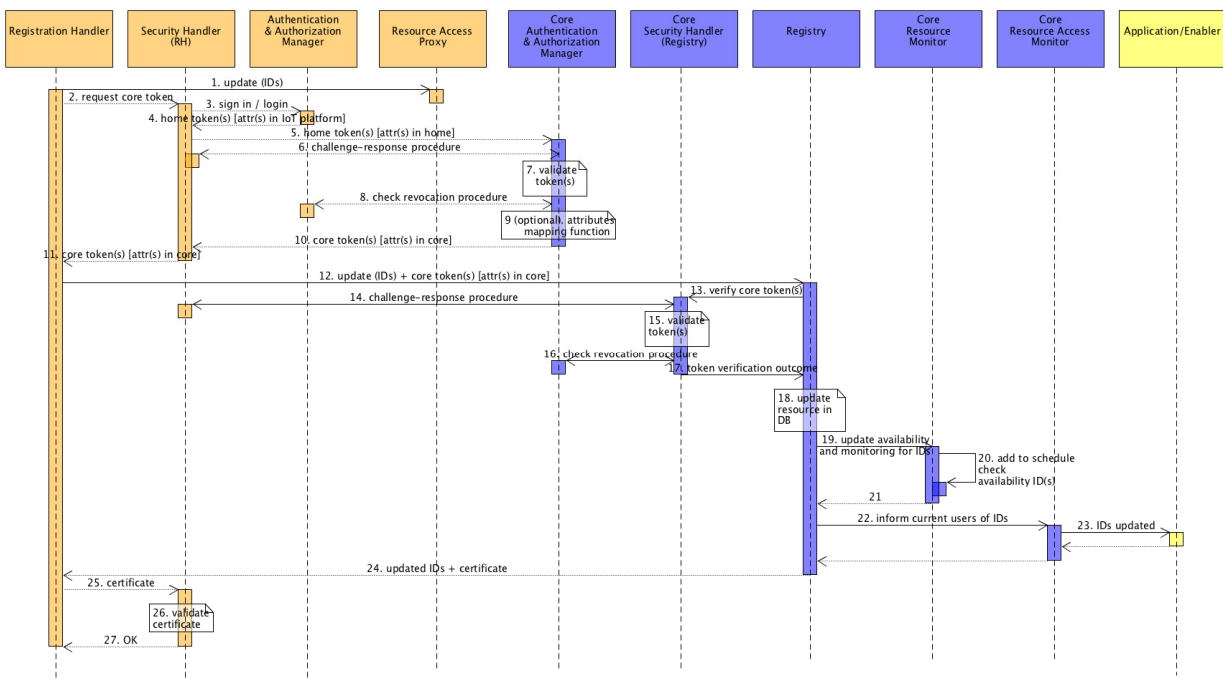 Registration Handler
Security Handler
(RH)
Authentication
& Authorization
Manager
Resource Access
Proxy
Core
Authentication
& Authorization
Manager
Core
Security Handler
(Registry)
Registry
Core
Resource
Monitor
Core
Resource Access
Monitor
Application/Enabler
1. update (IDs)
2. request core token
3. sign in / login
4. home token(s) [attr(s) in IoT platform]
5. home token(s) [attr(s) in home]
6. challenge-response procedure
7. validate
token(s)
8. check revocation procedure
9 (optional). attributes
mapping function
10. core token(s) [attr(s) in core]
11. core token(s) [attr(s) in core]
12. update (IDs) + core token(s) [attr(s) in core]
13. verify core token(s)
14. challenge-response procedure
15. validate
token(s)
16. check revocation procedure
17. token verification outcome
18. update
resource in
DB
19. update availability
and monitoring for IDs
20. add to schedule
check
availability ID(s)
21
22. inform current users of IDs
23. IDs updated
24. updated IDs + certificate
25. certificate
26. validate
certificate
27. OK